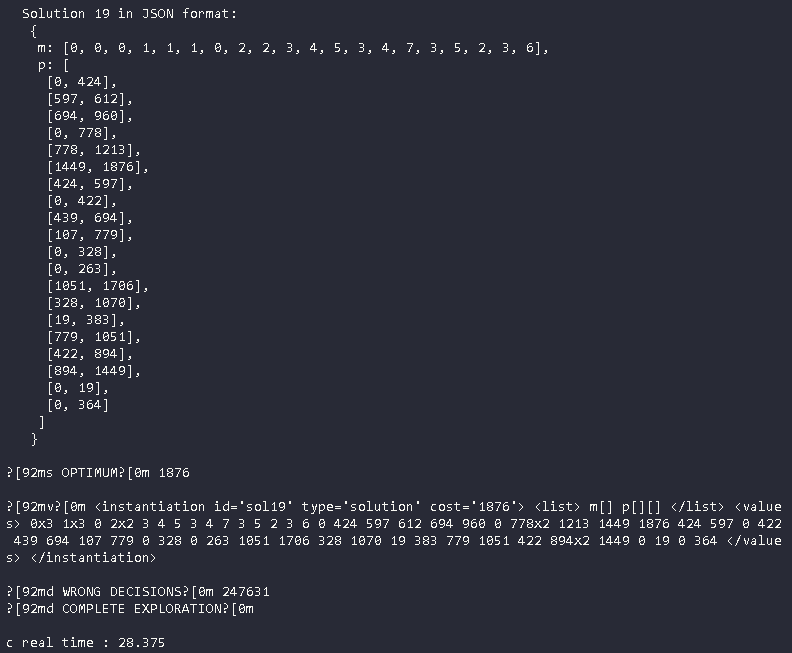 Solution 19 in JSON format:
{
m: [0, 0, 0, 1, 1, 1, 0, 2, 2, 3, 4, 5, 3, 4, 7, 3, 5, 2, 3, 6],
p: [
[0, 424],
[597, 612],
[694, 960],
[0, 778],
[778, 1213],
[1449, 1876],
[424, 597],
[0, 422],
[439, 694],
[107, 779],
[0, 328],
[0, 263],
[1051, 1706],
[328, 1070],
[19, 383],
[779, 1051],
[422, 894],
[894, 1449],
[0, 19],
[0, 364]
]
}
?[92ms OPTIMUM?[0m 1876
?[92mv?[0m <instantiation id='sol19' type='solution' cost='1876'> <list> m[] p[][] </list> <value
s> 0x3 1x3 0 2x2 3 4 5 3 4 7 3 5 2 3 6 0 424 597 612 694 960 0 778x2 1213 1449 1876 424 597 0 422
439 694 107 779 0 328 0 263 1051 1706 328 1070 19 383 779 1051 422 894x2 1449 0 19 0 364 </value
s> </instantiation>
?[92md WRONG DECISIONS?[0m 247631
?[92md COMPLETE EXPLORATION?[0m
c real time : 28.375